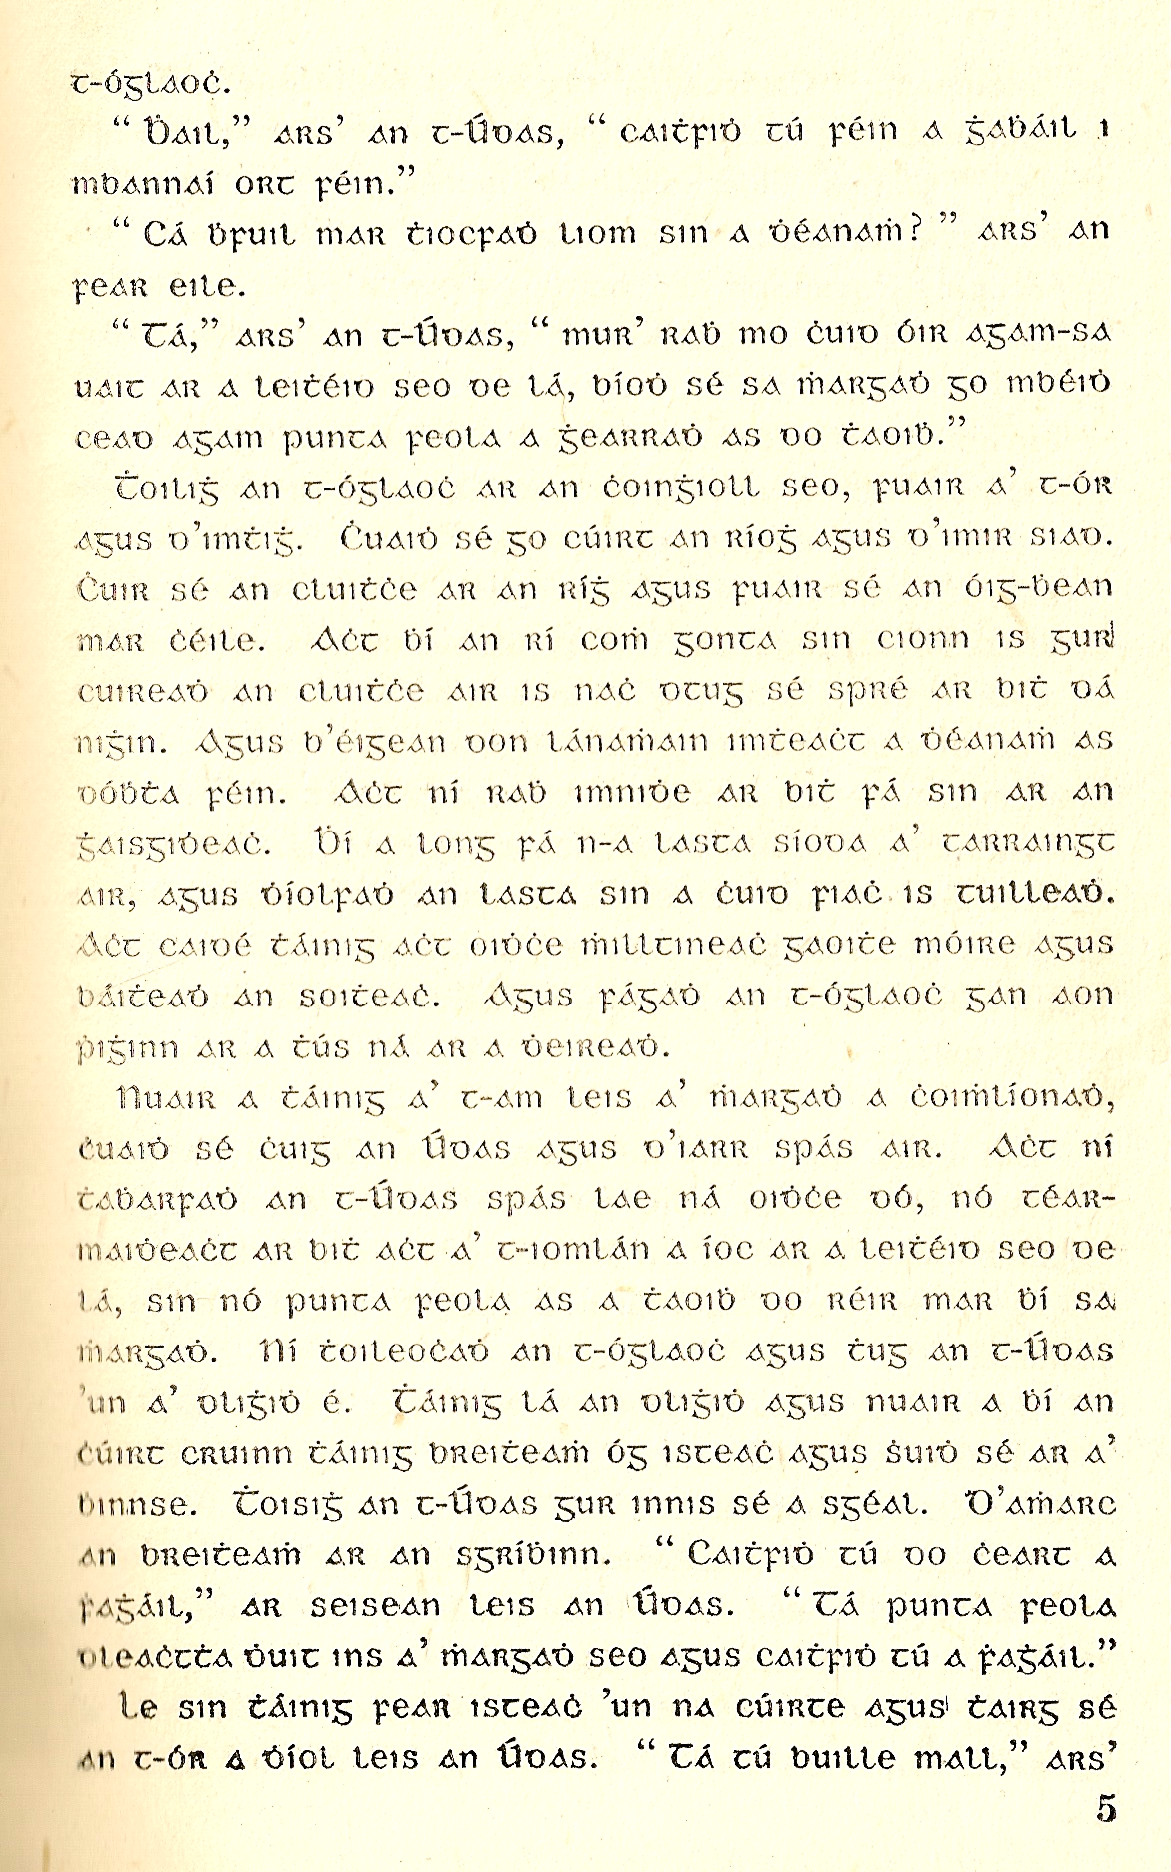 t-óglaoċ.
“ Ḃail,” ars’ an t-Údas, “ caiṫfiḋ tú féin a ġaḃáil i
mbannaí ort féin.”
“ Cá ḃfuil mar ṫiocfaḋ liom sin a ḋéanaṁ? ” ars’ an
fear eile.
“ Tá,” ars’ an t-Údas, “ mur’ raḃ mo ċuid óir agam-sa
uait ar a leiṫéid seo de lá, bíoḋ sé sa ṁargaḋ go mbéiḋ
cead agam punta feola a ġearraḋ as do ṫaoiḃ.”
Ṫoiliġ an t-óglaoċ ar an ċoinġioll seo, fuair a’ t-ór
agus d’imṫiġ. Ċuaiḋ sé go cúirt an ríoġ agus d’imir siad.
Ċuir sé an cluiṫċe ar an ríġ agus fuair sé an óig-ḃean
mar ċéile. Aċt ḃí an rí coṁ gonta sin cionn is gur
cuireaḋ an cluiṫċe air is naċ dtug sé spré ar biṫ dá
niġin. Agus b’éigean don lánaṁain imṫeaċt a ḋéanaṁ as
dóḃṫa féin. Aċt ní raḃ imniḋe ar biṫ fá sin ar an
ġaisgiḋeaċ. Ḃí a long fá n-a lasta síoda a’ tarraingt
air, agus ḋíolfaḋ an lasta sin a ċuid fiaċ is tuilleaḋ.
Aċt caidé ṫáinig aċt oiḋċe ṁilltineaċ gaoiṫe móire agus
báiṫeaḋ an soiṫeaċ. Agus fágaḋ an t-óglaoċ gan aon
ṗiġinn ar a ṫús ná ar a ḋeireaḋ.
Nuair a ṫáinig a’ t-am leis a’ ṁargaḋ a ċoiṁlíonaḋ,
ċuaiḋ sé ċuig an Údas agus d’iarr spás air. Aċt ní
ṫaḃarfaḋ an t-Údas spás lae ná oiḋċe dó, nó téar-
maiḋeaċt ar biṫ aċt a’ t-iomlán a íoc ar a leiṫéid seo de
lá, sin nó punta feola as a ṫaoiḃ do réir mar ḃí sa
ṁargaḋ. Ní ṫoileoċaḋ an t-óglaoċ agus ṫug an t-Údas
’un a’ dliġiḋ é. Ṫáinig lá an dliġiḋ agus nuair a ḃí an
ċúirt cruinn ṫáinig breiṫeaṁ óg isteaċ agus ṡuiḋ sé ar a’
ḃinnse. Ṫoisiġ an t-Údas gur innis sé a sgéal. D’aṁarc
an breiṫeaṁ ar an sgríḃinn. “ Caiṫfiḋ tú do ċeart a
ḟaġáil,” ar seisean leis an Údas. “ Tá punta feola
dleaċtṫa ḋuit ins a’ ṁargaḋ seo agus caiṫfiḋ tú a ḟaġáil.”
Le sin ṫáinig fear isteaċ ’un na cúirte agus ṫairg sé
an t-ór a ḋíol leis an Údas. “ Tá tú buille mall,” ars’
5